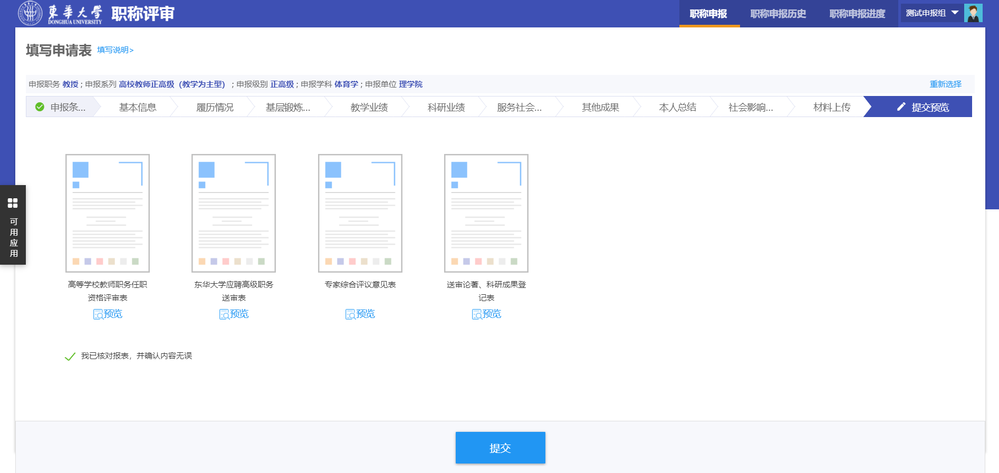 東華大学
DONGHUA UNIVERSITY
职称评审
职称申报
职称申报历史
职称申报进度
测试申报组
填写申请表 填写说明>
申报职务 教授 ; 申报系列 高校教师正高级（教学为主型） ; 申报级别 正高级 ; 申报学科 体育学 ; 申报单位 理学院
重新选择
申报条...
基本信息
履历情况
基层锻炼...
教学业绩
科研业绩
服务社会...
其他成果
本人总结
社会影响...
材料上传
提交预览
可用应用
高等学校教师职务任职
资格评审表
预览
东华大学应聘高级职务
送审表
预览
专家综合评议意见表
预览
送审论著、科研成果登
记表
预览
我已核对报表，并确认内容无误
提交